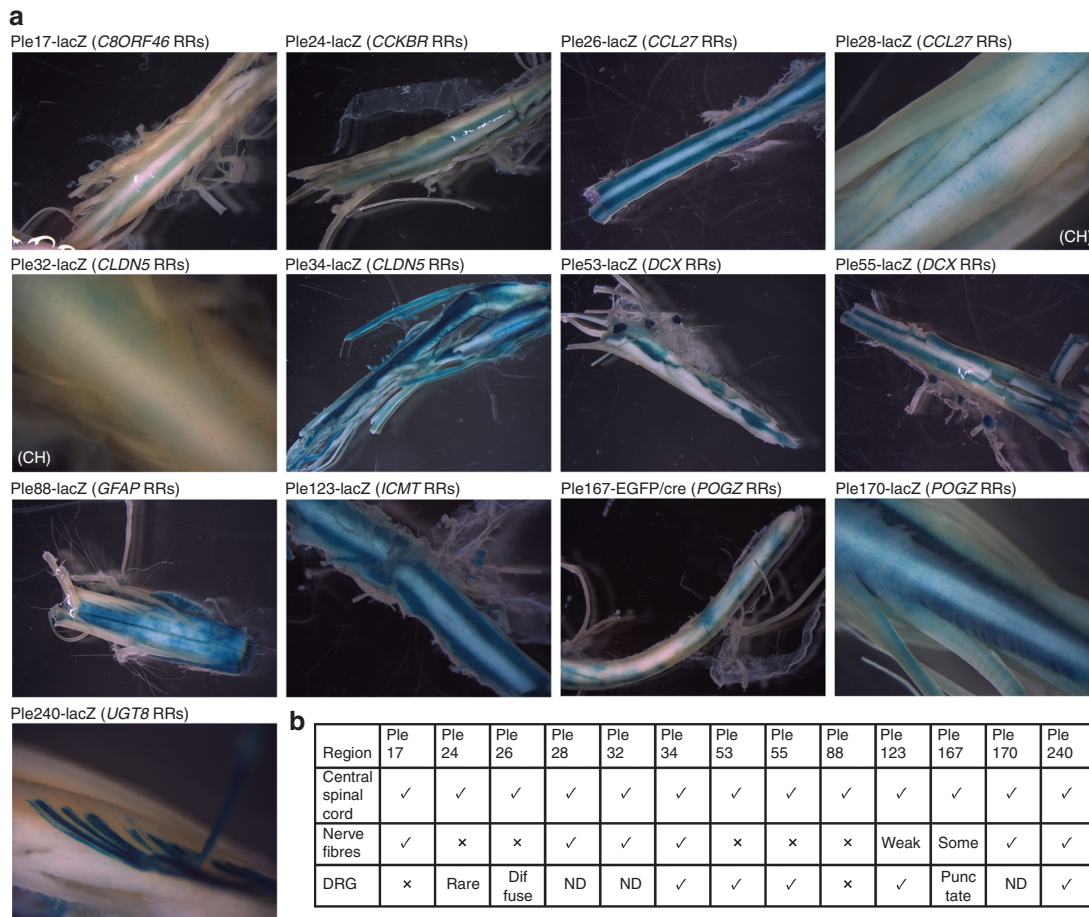 a
Ple17-lacZ (C8ORF46 RRs)
Ple24-lacZ (CCKBR RRs)
Ple26-lacZ (CCL27 RRs)
Ple28-lacZ (CCL27 RRs)
(CH)
Ple32-lacZ (CLDN5 RRs)
Ple34-lacZ (CLDN5 RRs)
Ple53-lacZ (DCX RRs)
Ple55-lacZ (DCX RRs)
(CH)
Ple88-lacZ (GFAP RRs)
Ple123-lacZ (ICMT RRs)
Ple167-EGFP/cre (POGZ RRs)
Ple170-lacZ (POGZ RRs)
Ple240-lacZ (UGT8 RRs)
b
Region Ple 17 Ple 24 Ple 26 Ple 28 Ple 32 Ple 34 Ple 53 Ple 55 Ple 88 Ple 123 Ple 167 Ple 170 Ple 240
Central spinal cord ✓ ✓ ✓ ✓ ✓ ✓ ✓ ✓ ✓ ✓ ✓ ✓ ✓
Nerve fibres ✓ × × ✓ ✓ ✓ × × × Weak Some ✓ ✓
DRG × Rare Dif fuse ND ND ✓ ✓ ✓ × ✓ Punc tate ND ✓